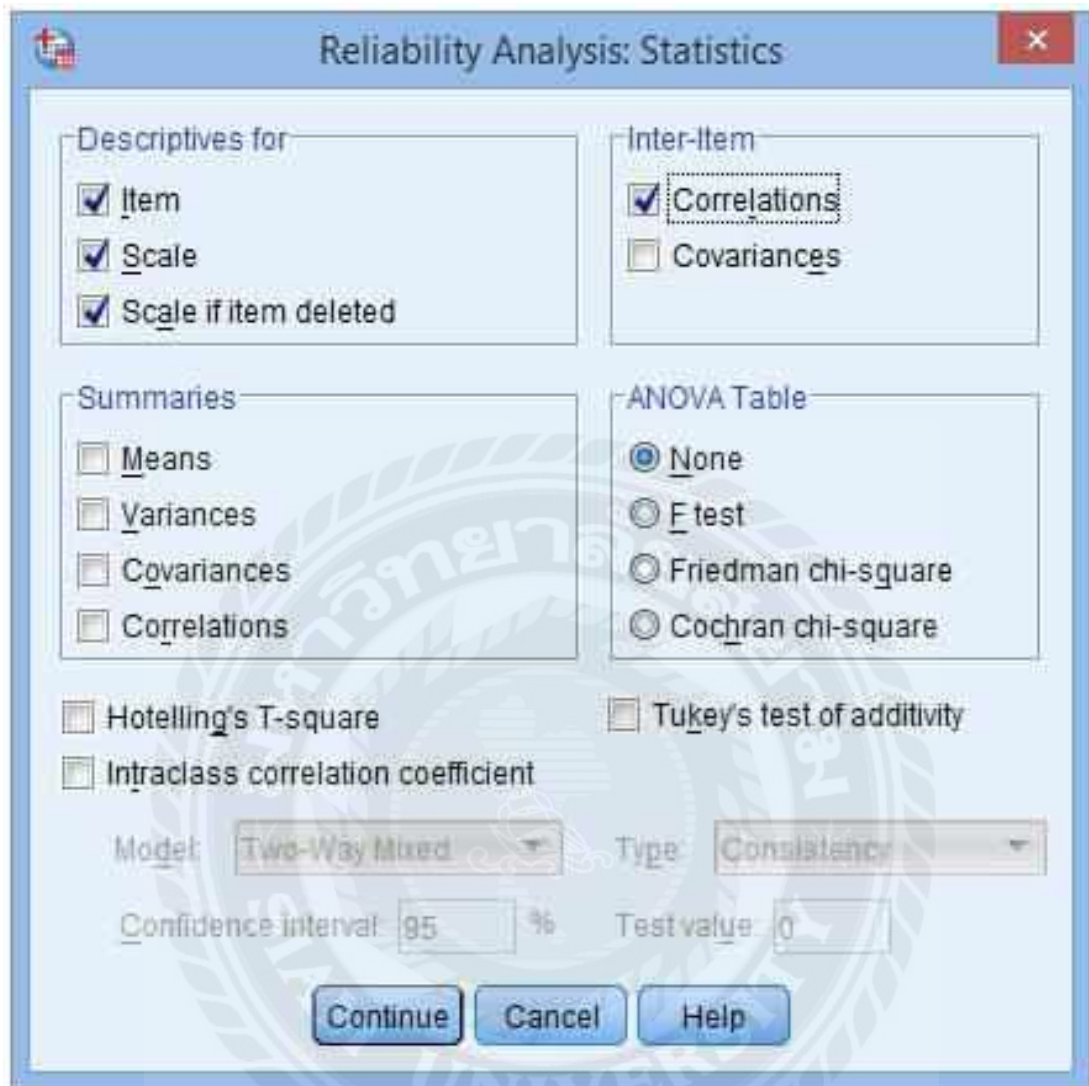 Reliability Analysis: Statistics
Descriptives for
Item
Scale
Scale if item deleted
Inter-Item
Correlations
Covariances
Summaries
Means
Variances
Covariances
Correlations
ANOVA Table
None
F test
Friedman chi-square
Cochran chi-square
Hotelling's T-square
Tukey's test of additivity
Intraclass correlation coefficient
Model: Two-Way Mixed Type: Consistency
Confidence interval: 95 % Test value: 0
Continue Cancel Help